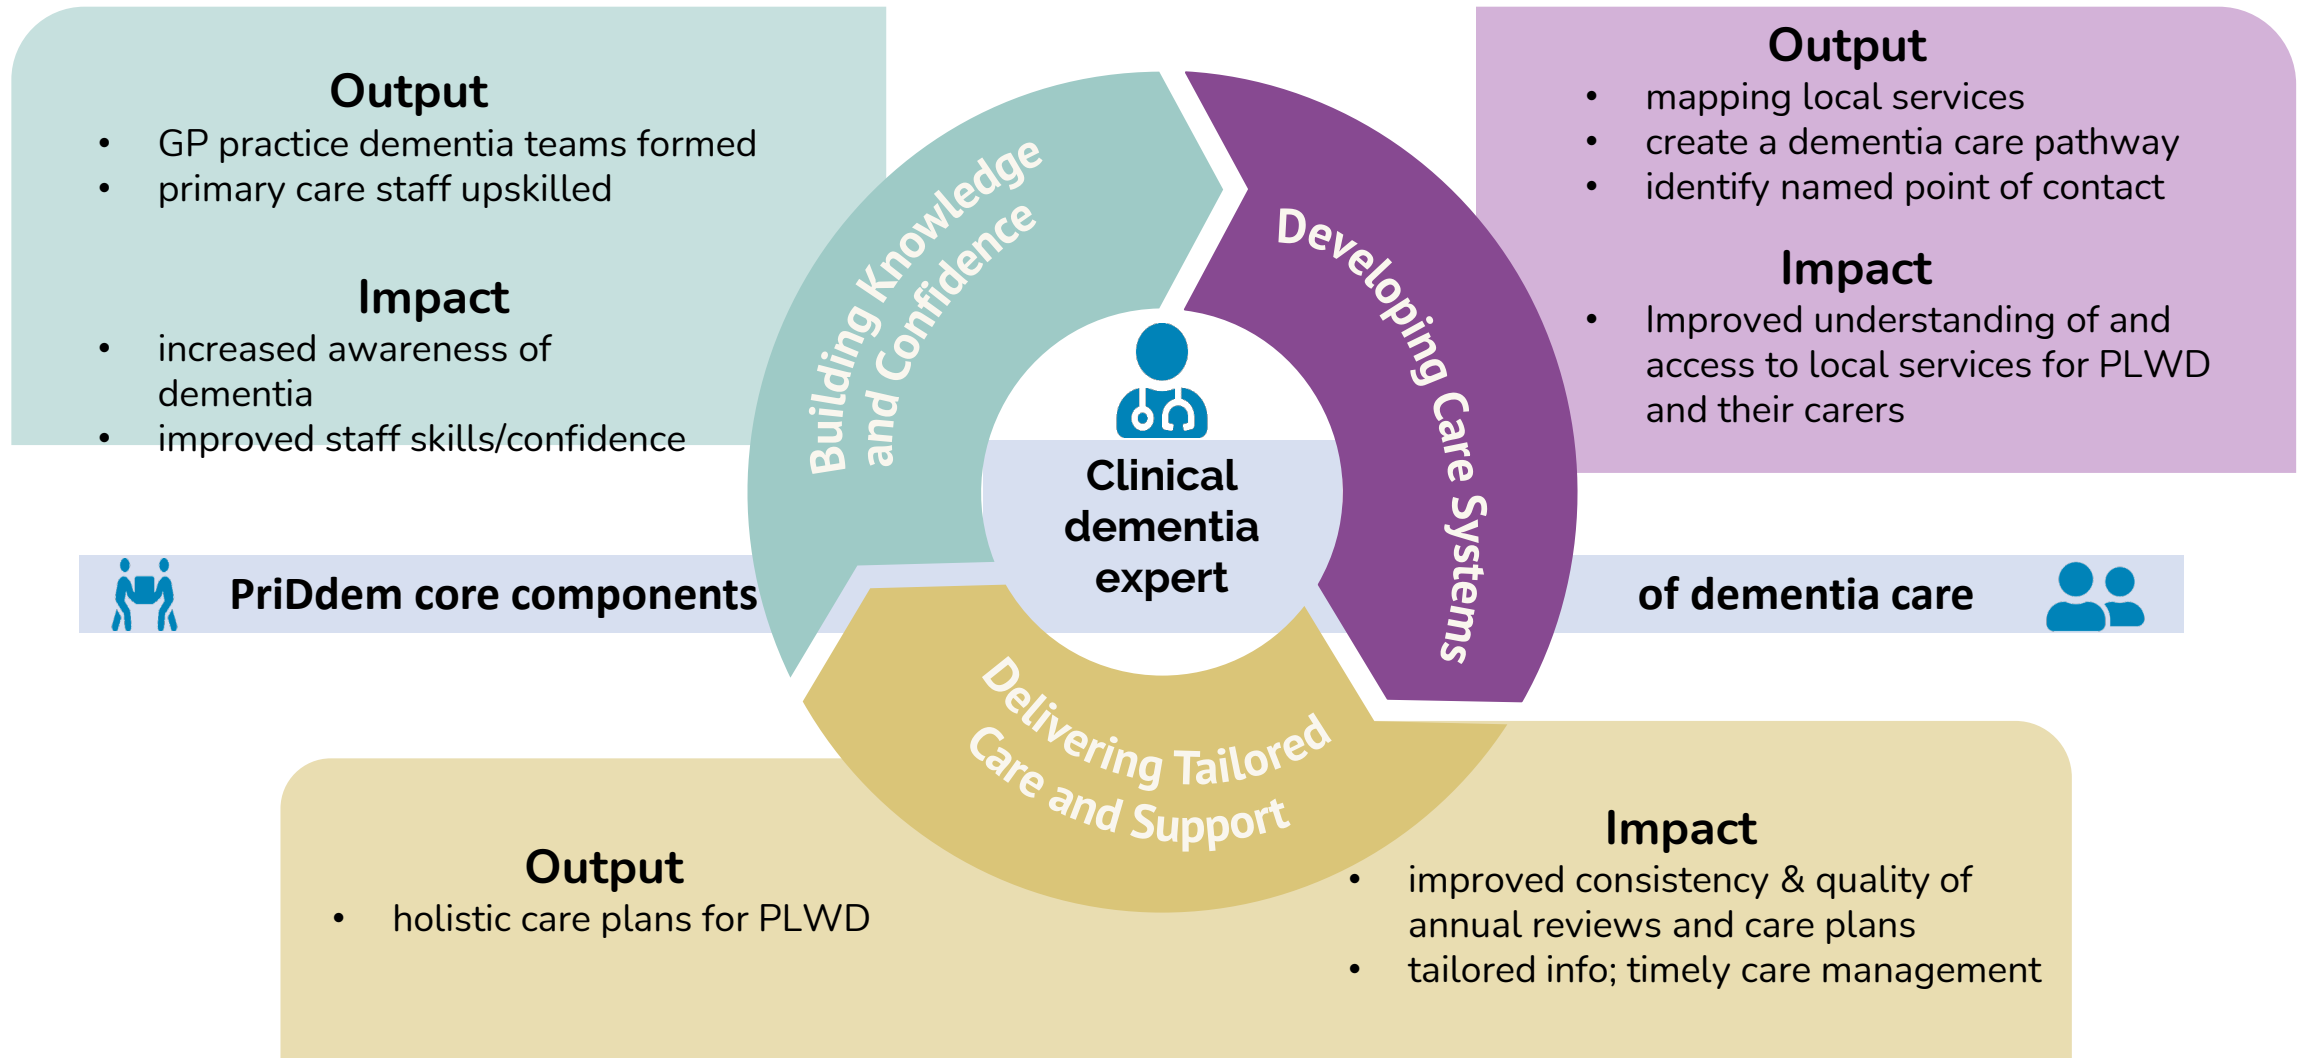 Output
• GP practice dementia teams formed
• primary care staff upskilled
Impact
• increased awareness of
dementia
• improved staff skills/confidence
Building Knowledge
and Confidence
Developing Care Systems
Output
• mapping local services
• create a dementia care pathway
• identify named point of contact
Impact
• Improved understanding of and
access to local services for PLWD
and their carers
Clinical
dementia
expert
PriDdem core components
of dementia care
Delivering Tailored
Care and Support
Output
• holistic care plans for PLWD
Impact
• improved consistency & quality of
annual reviews and care plans
• tailored info; timely care management